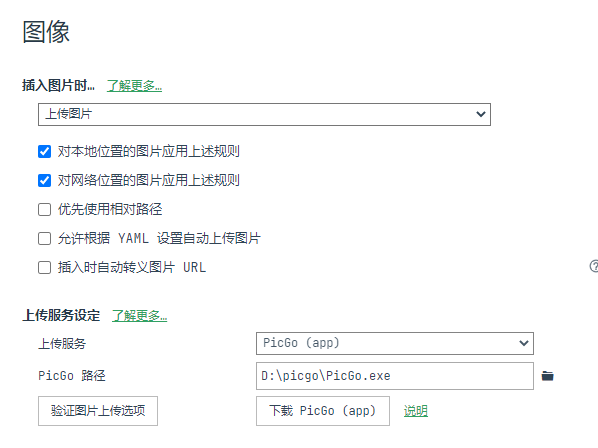 图像
插入图片时… 了解更多…
上传图片
对本地位置的图片应用上述规则
对网络位置的图片应用上述规则
优先使用相对路径
允许根据 YAML 设置自动上传图片
插入时自动转义图片 URL
上传服务设定 了解更多…
上传服务 PicGo (app)
PicGo 路径 D:\picgo\PicGo.exe
验证图片上传选项 下载 PicGo (app) 说明